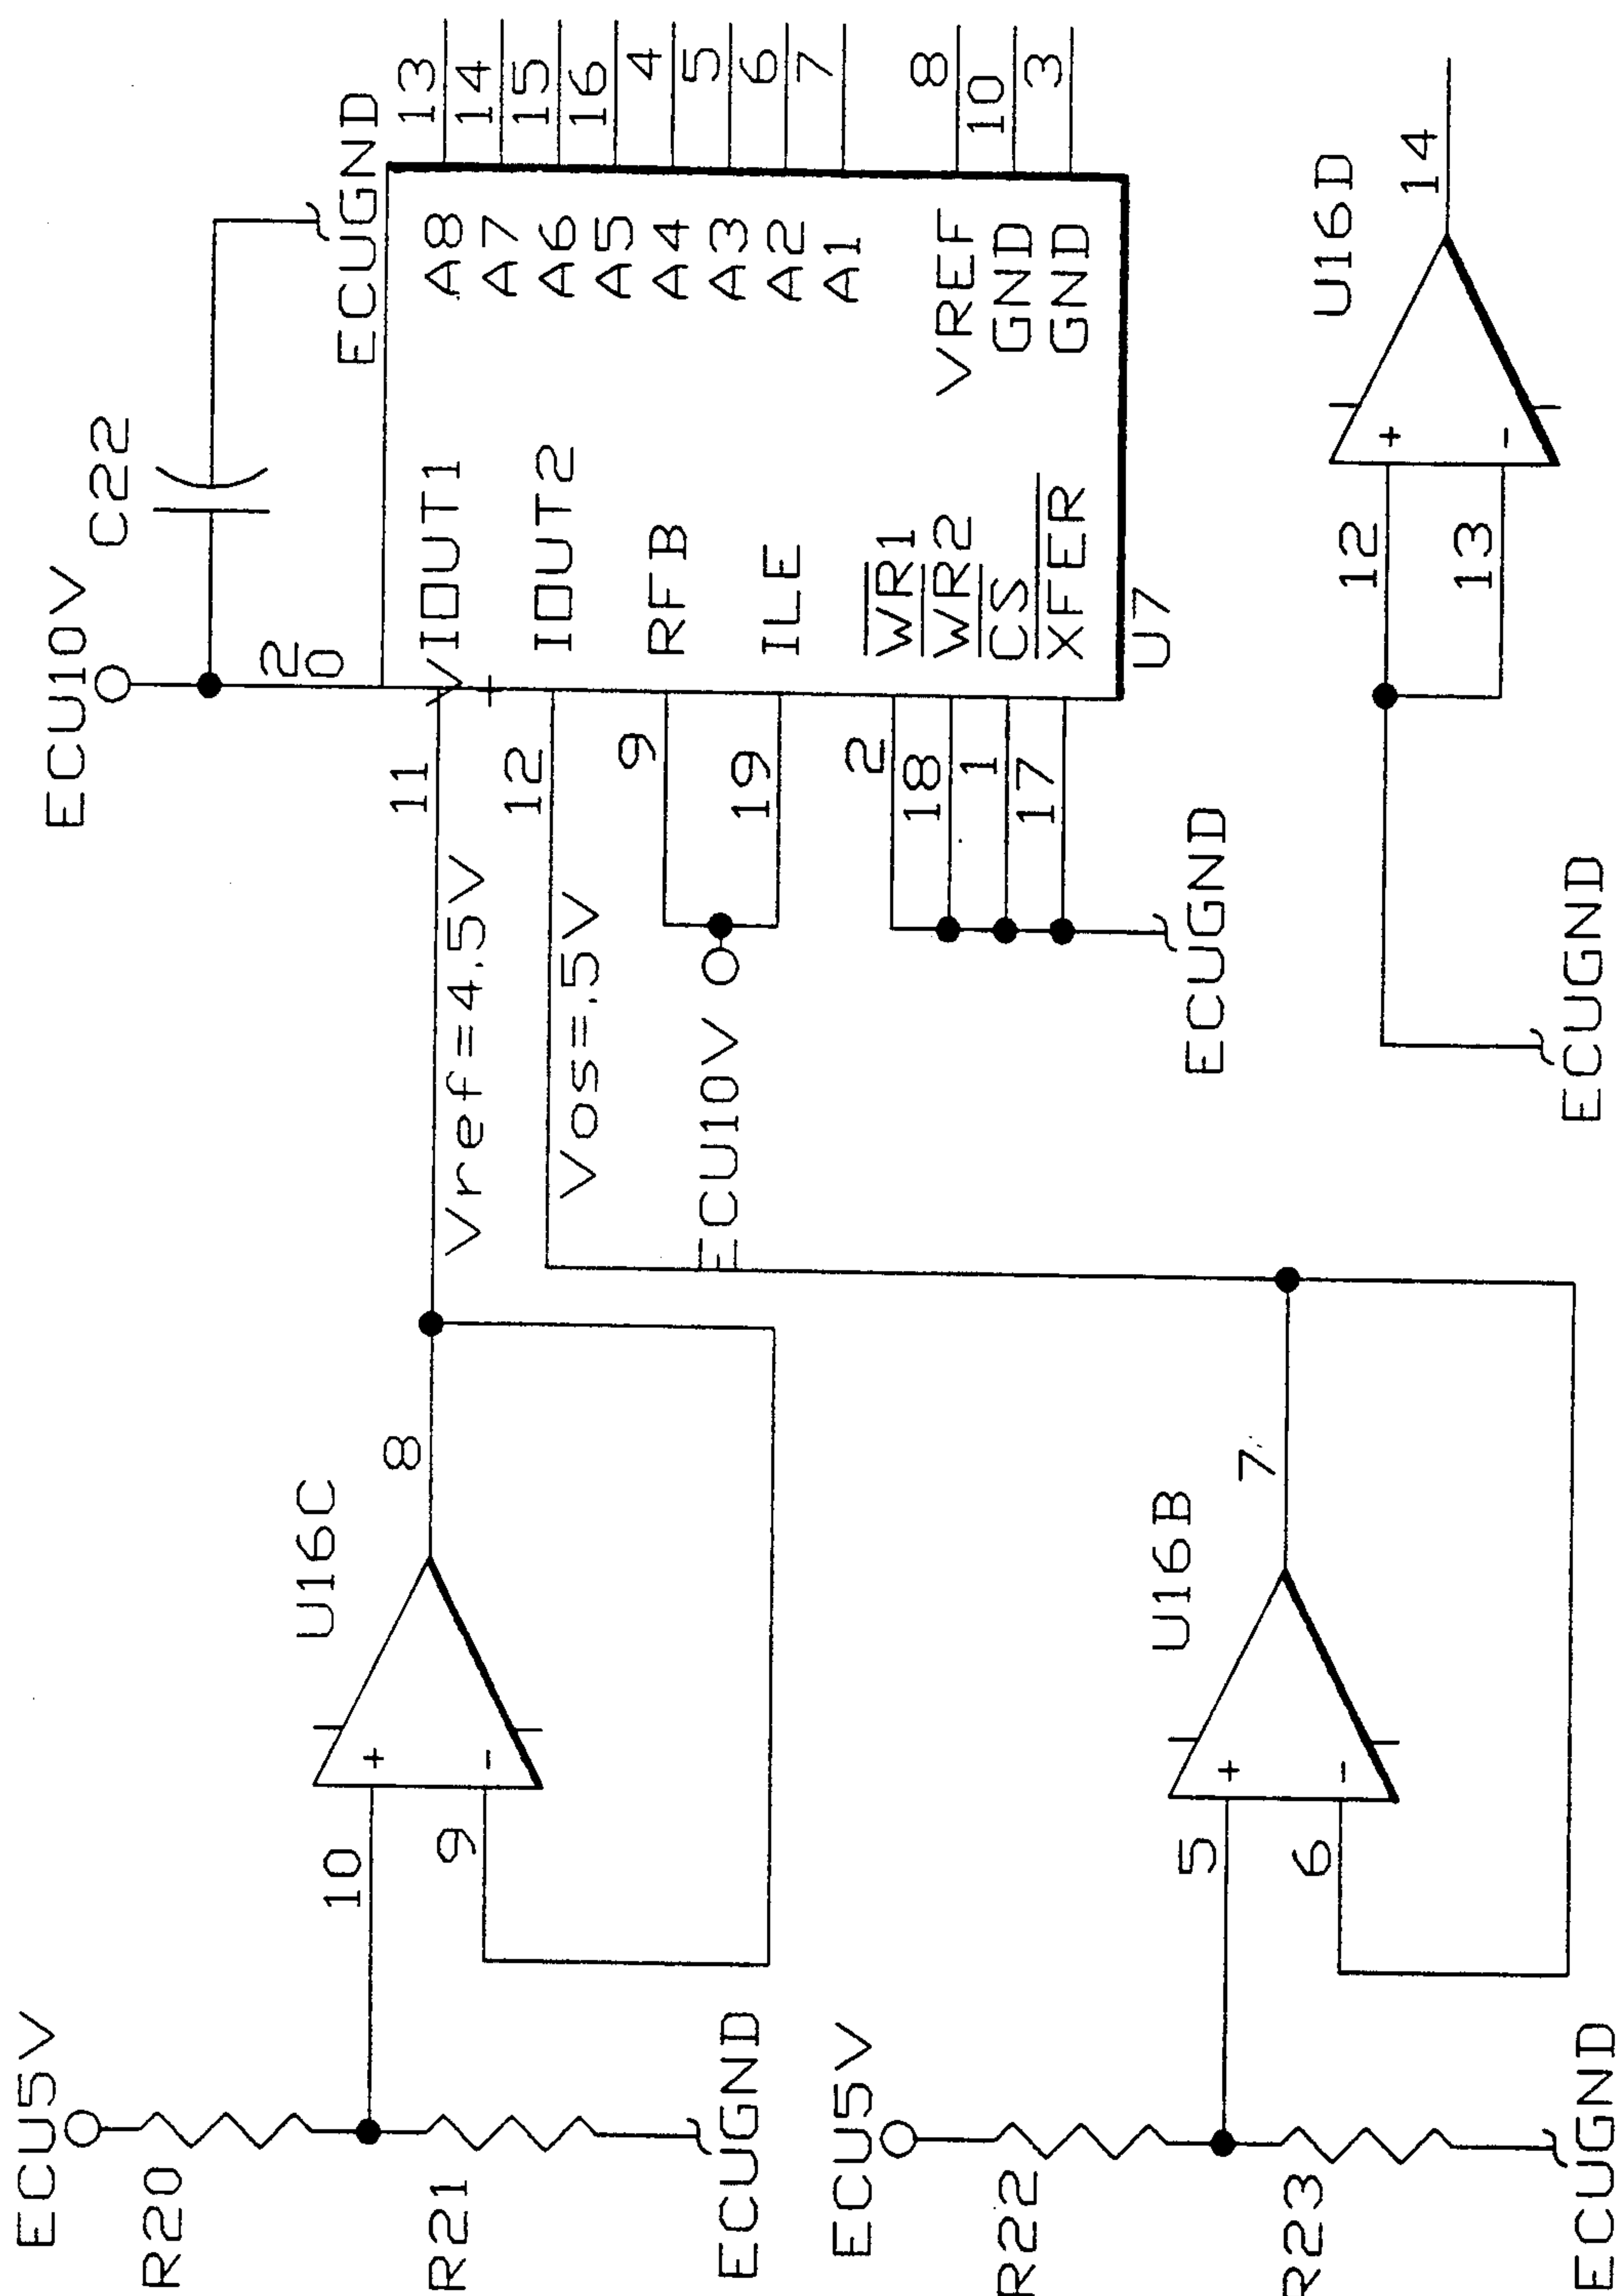 ECU5V
R20
R21
ECUGND
10
9
+
-
U16C
8
Vref=4.5V
11
ECU10V
C22
ECUGND
20
V+
IOUT1
IOUT2
RFB
ILE
WR1
WR2
CS
XFER
A8
A7
A6
A5
A4
A3
A2
A1
VREF
GND
GND
13
14
15
16
4
5
6
7
8
10
3
U7
Vos=.5V
12
ECU10V
9
19
2
18
1
17
ECUGND
ECU5V
R22
R23
ECUGND
5
6
+
-
U16B
7
ECUGND
12
13
+
-
U16D
14